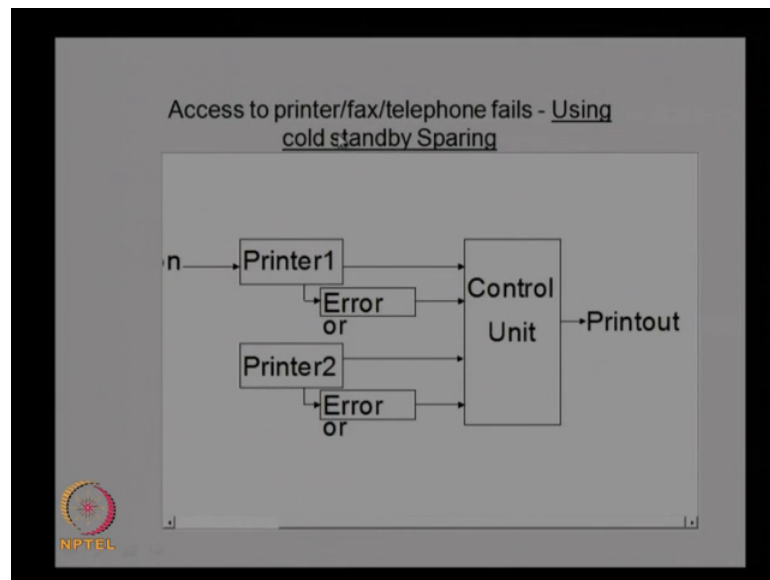 Access to printer/fax/telephone fails - Using
cold standby Sparing
n
Printer1
Error
or
Control
Unit
Printout
Printer2
Error
or
NPTEL